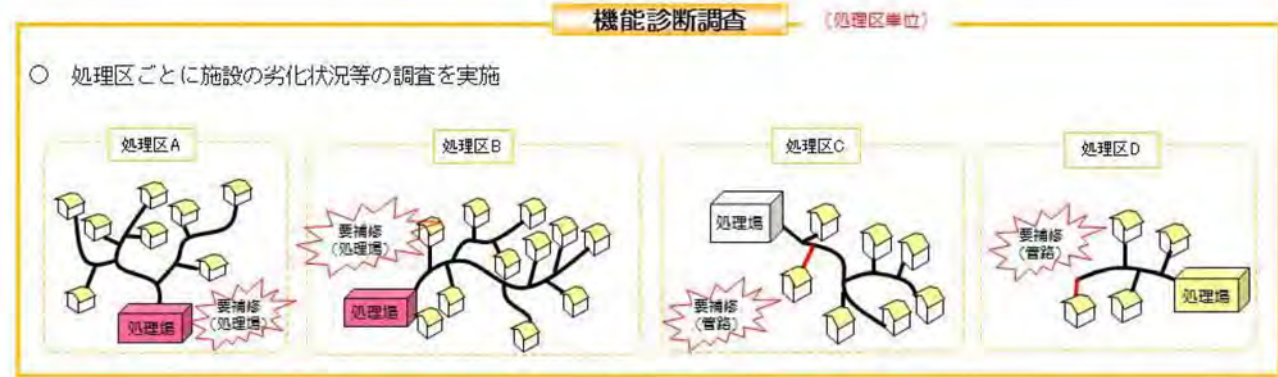 機能診断調査
(処理区単位)
○ 処理区ごとに施設の劣化状況等の調査を実施
処理区A
処理区B
処理区C
処理区D
処理場
要補修
(処理場)
要補修
(処理場)
処理場
処理場
要補修
(管路)
要補修
(管路)
処理場